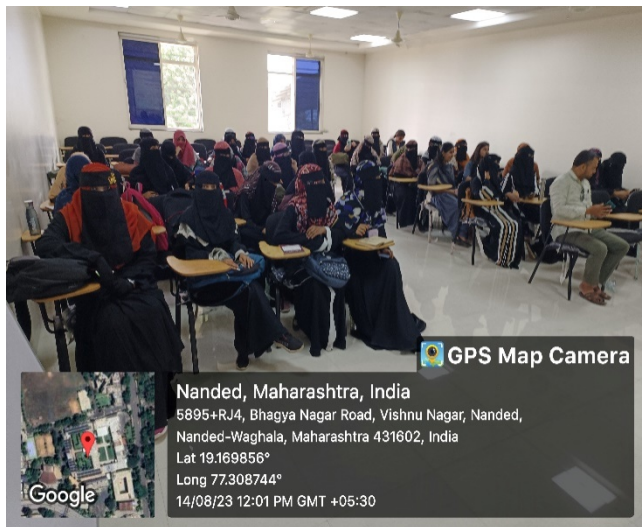 GPS Map Camera
Nanded, Maharashtra, India
5895+RJ4, Bhagya Nagar Road, Vishnu Nagar, Nanded,
Nanded-Waghala, Maharashtra 431602, India
Lat 19.169856°
Long 77.308744°
14/08/23 12:01 PM GMT +05:30
Google